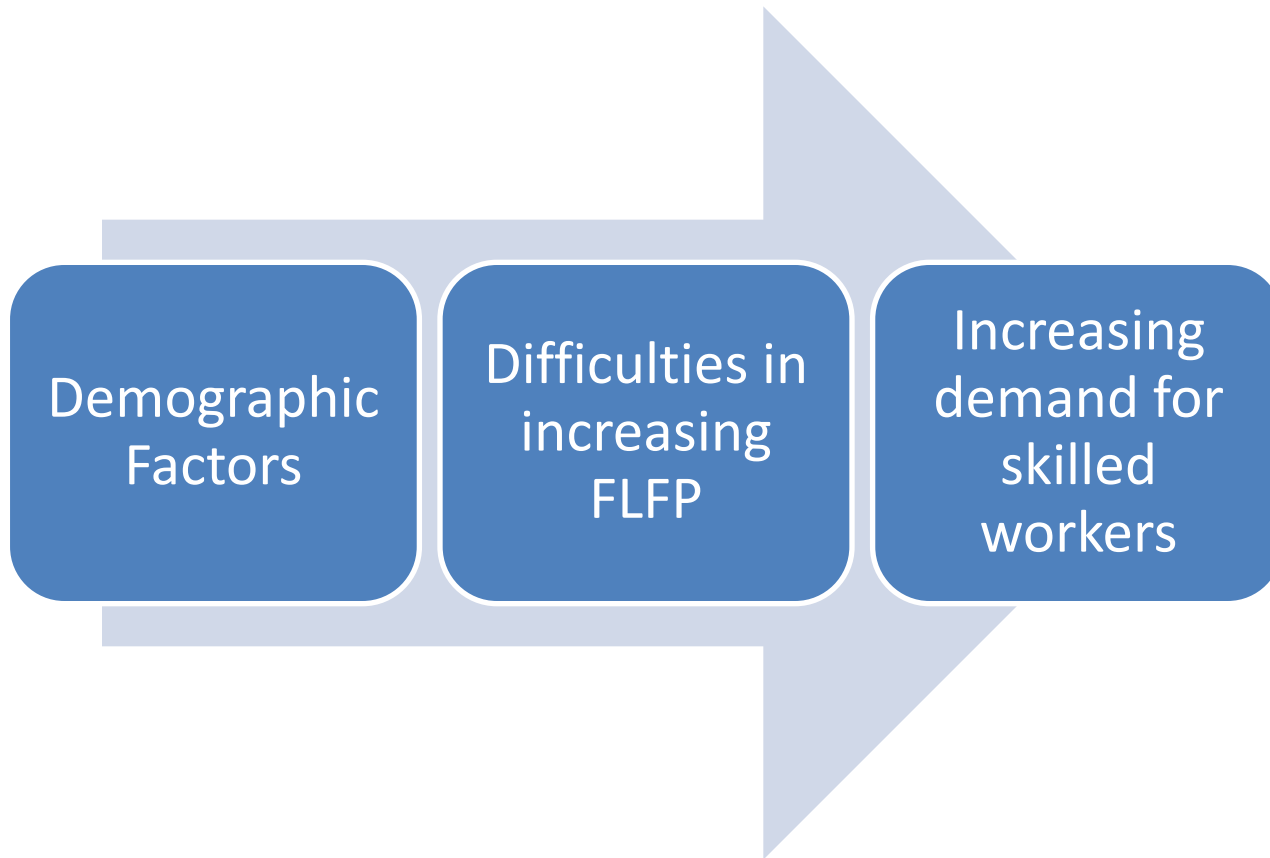 Demographic
Factors
Difficulties in
increasing
FLFP
Increasing
demand for
skilled
workers